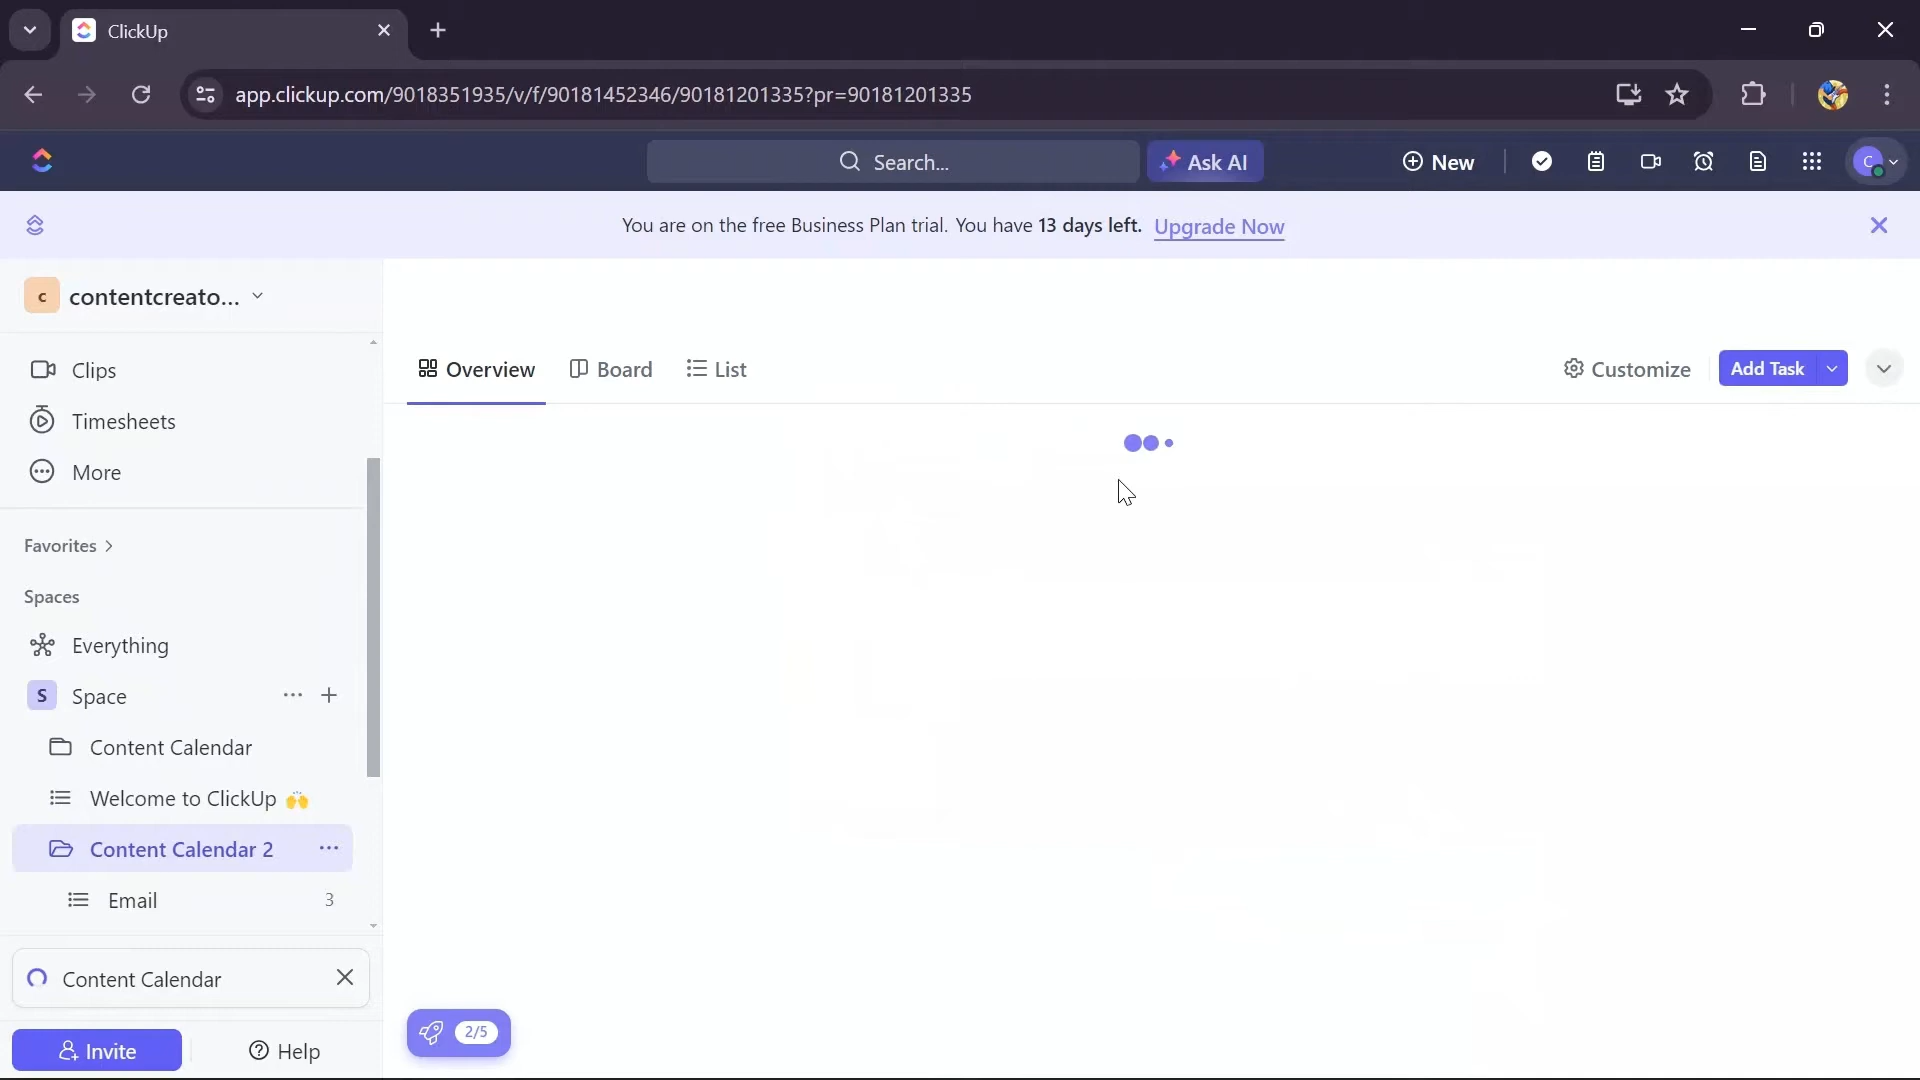 ClickUp
app.clickup.com/9018351935/v/f/90181452346/90181201335?pr=90181201335
Search...
Ask AI
New
C
You are on the free Business Plan trial. You have 13 days left. Upgrade Now
c contentcreato...
Clips
Timesheets
More
Favorites
Spaces
Everything
S Space
Content Calendar
Welcome to ClickUp 🙌
Content Calendar 2
Email 3
Content Calendar
Invite
Help
Overview
Board
List
Customize
Add Task
2/5